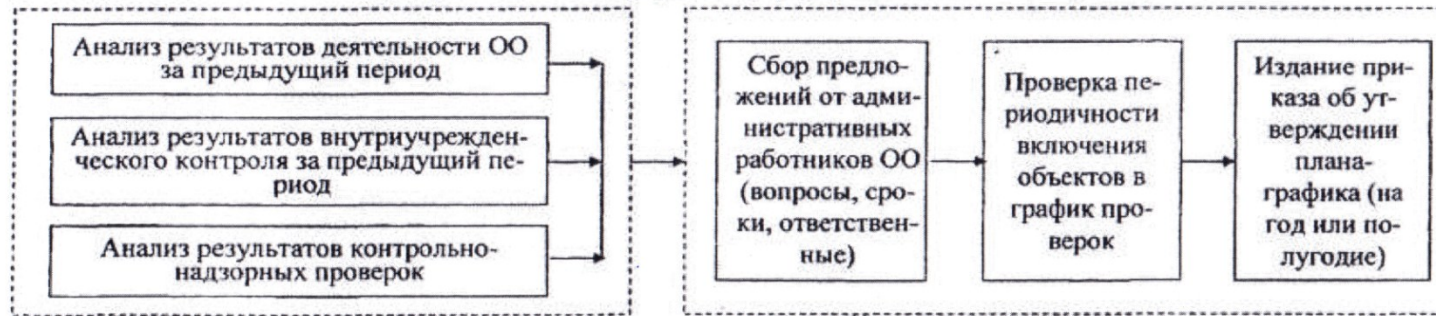 Анализ результатов деятельности ОО
за предыдущий период
Анализ результатов внутриучрежден-
ческого контроля за предыдущий пе-
риод
Анализ результатов контрольно-
надзорных проверок
Сбор предло-
жений от адми-
нистративных
работников ОО
(вопросы, сро-
ки, ответствен-
ные)
Проверка пе-
риодичности
включения
объектов в
график про-
верок
Издание при-
каза об ут-
верждении
плана-
графика (на
год или по-
лугодие)